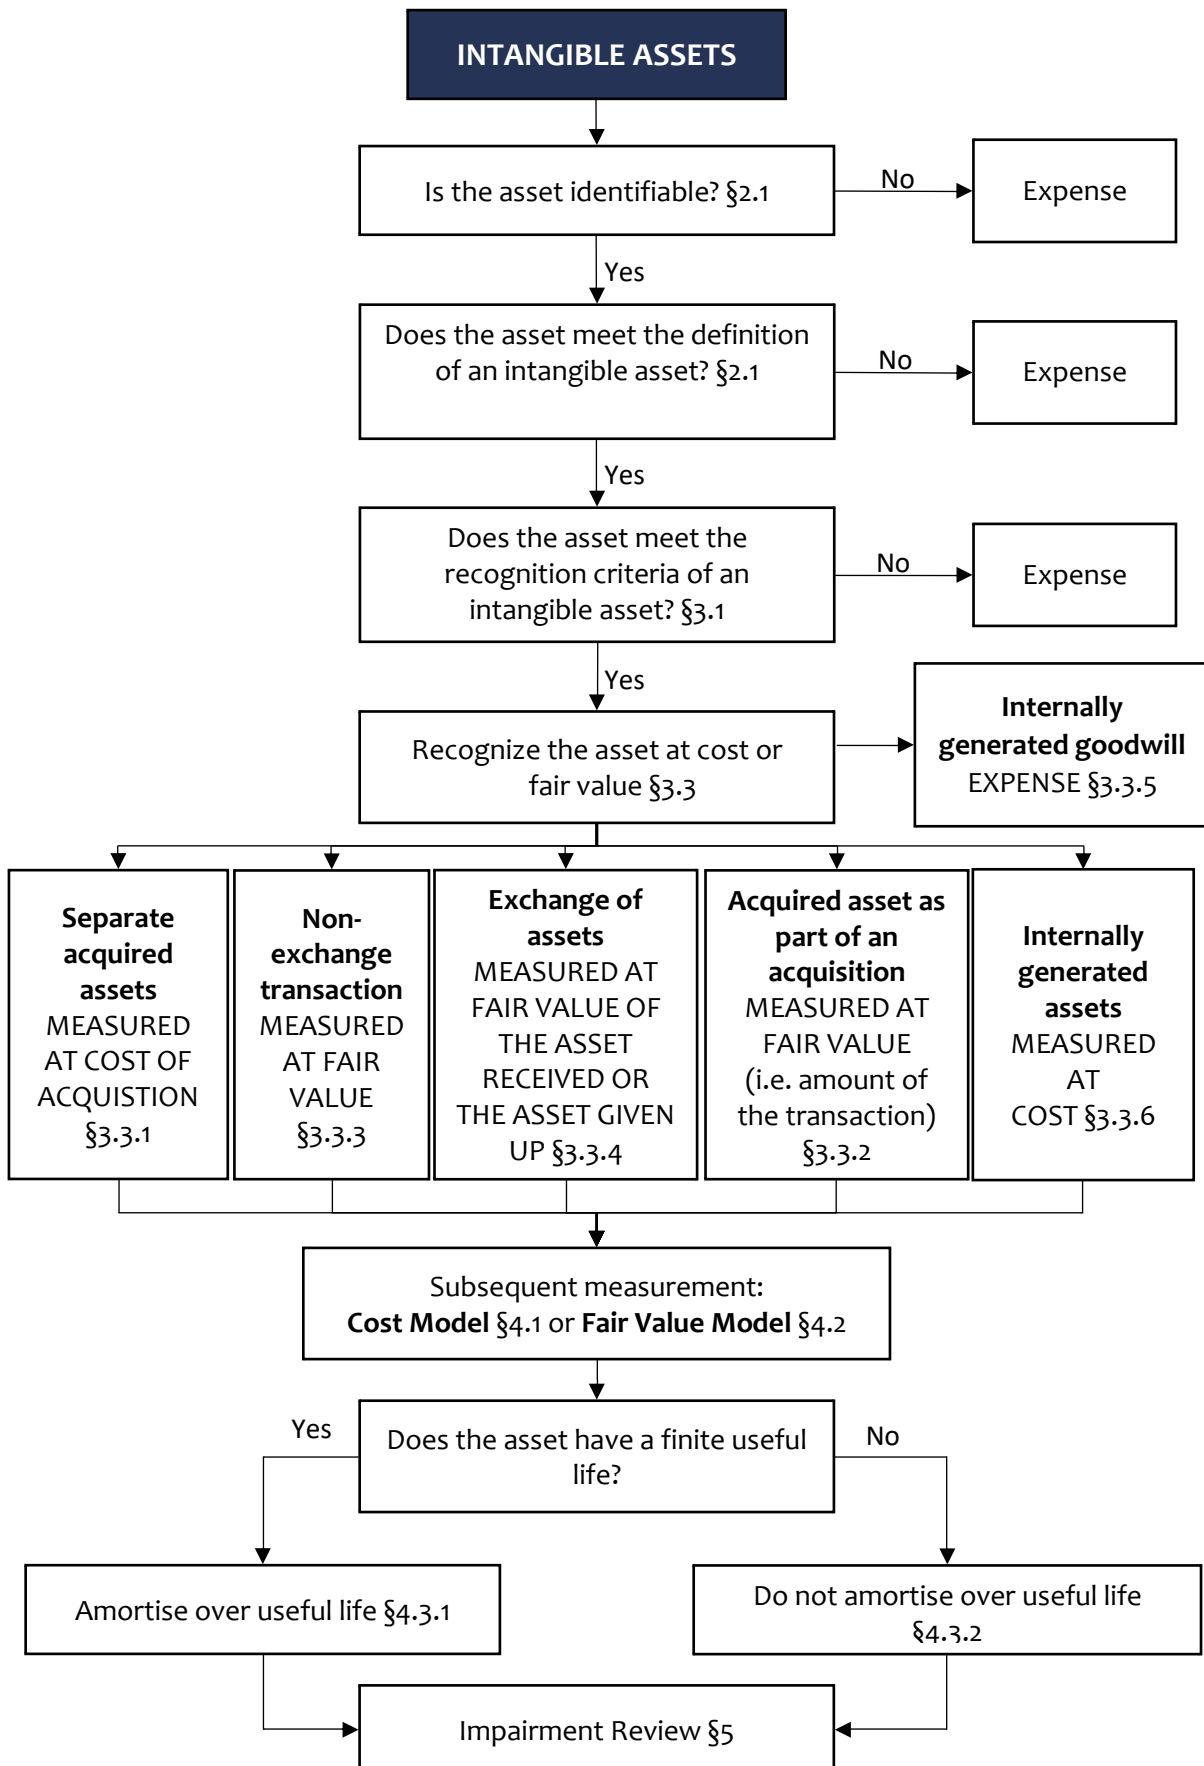 INTANGIBLE ASSETS
Is the asset identifiable? §2.1
No
Expense
Yes
Does the asset meet the definition
of an intangible asset? §2.1
No
Expense
Yes
Does the asset meet the
recognition criteria of an
intangible asset? §3.1
No
Expense
Yes
Recognize the asset at cost or
fair value §3.3
Internally
generated goodwill
EXPENSE §3.3.5
Separate
acquired
assets
MEASURED
AT COST OF
ACQUISTION
§3.3.1
Non-
exchange
transaction
MEASURED
AT FAIR
VALUE
§3.3.3
Exchange of
assets
MEASURED AT
FAIR VALUE OF
THE ASSET
RECEIVED OR
THE ASSET GIVEN
UP §3.3.4
Acquired asset as
part of an
acquisition
MEASURED AT
FAIR VALUE
(i.e. amount of
the transaction)
§3.3.2
Internally
generated
assets
MEASURED
AT
COST §3.3.6
Subsequent measurement:
Cost Model §4.1 or Fair Value Model §4.2
Does the asset have a finite useful
life?
Yes
No
Amortise over useful life §4.3.1
Do not amortise over useful life
§4.3.2
Impairment Review §5